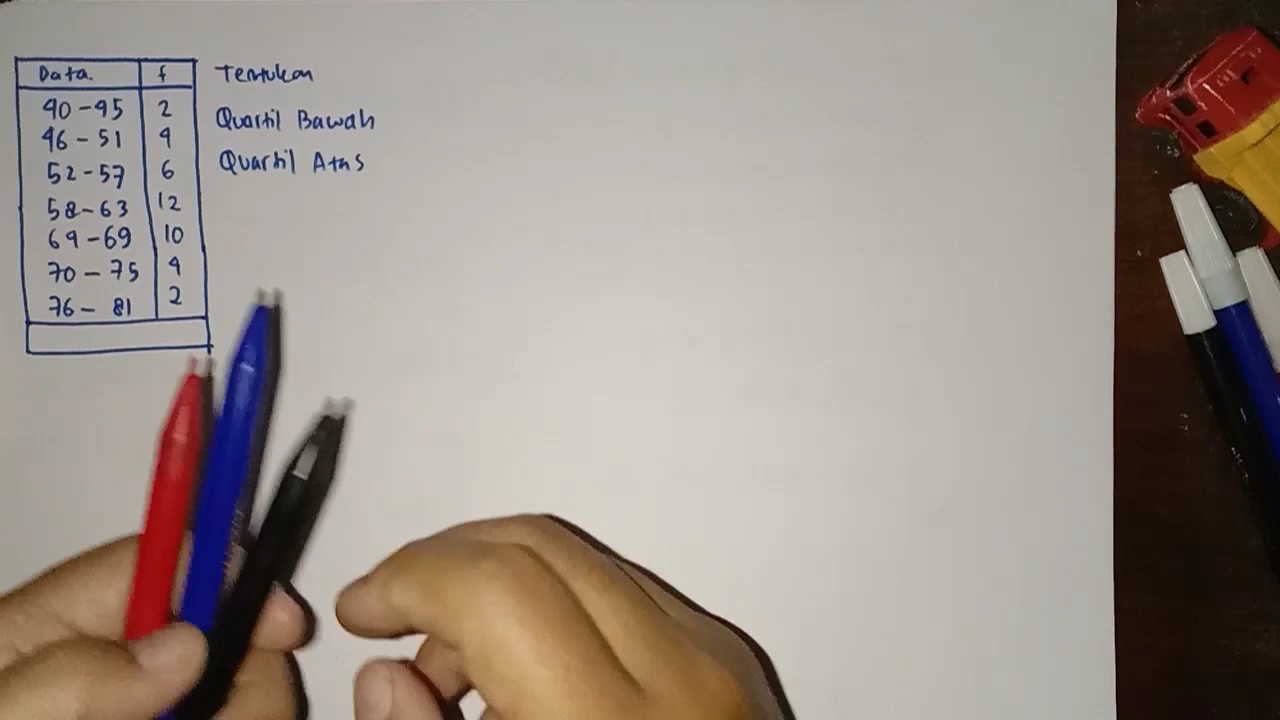 Data. f
40-45 2
46-51 4
52-57 6
58-63 12
64-69 10
70-75 4
76-81 2
Tentukan
Quartil Bawah
Quartil Atas